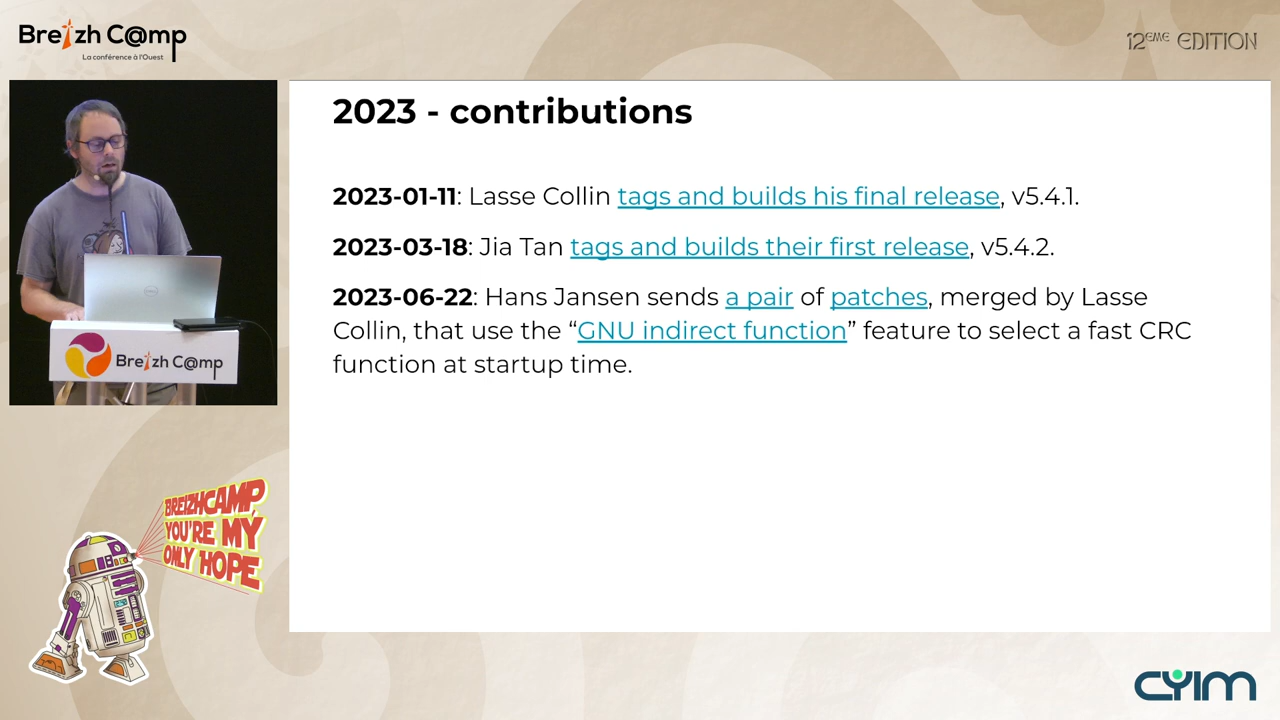 Breizh C@mp
La conférence à l'Ouest
12ÈME EDITION
2023 - contributions
2023-01-11: Lasse Collin tags and builds his final release, v5.4.1.
2023-03-18: Jia Tan tags and builds their first release, v5.4.2.
2023-06-22: Hans Jansen sends a pair of patches, merged by Lasse
Collin, that use the “GNU indirect function” feature to select a fast CRC
function at startup time.
DELL
Breizh C@mp
BREIZHCAMP
YOU'RE MY
ONLY HOPE
CYIM